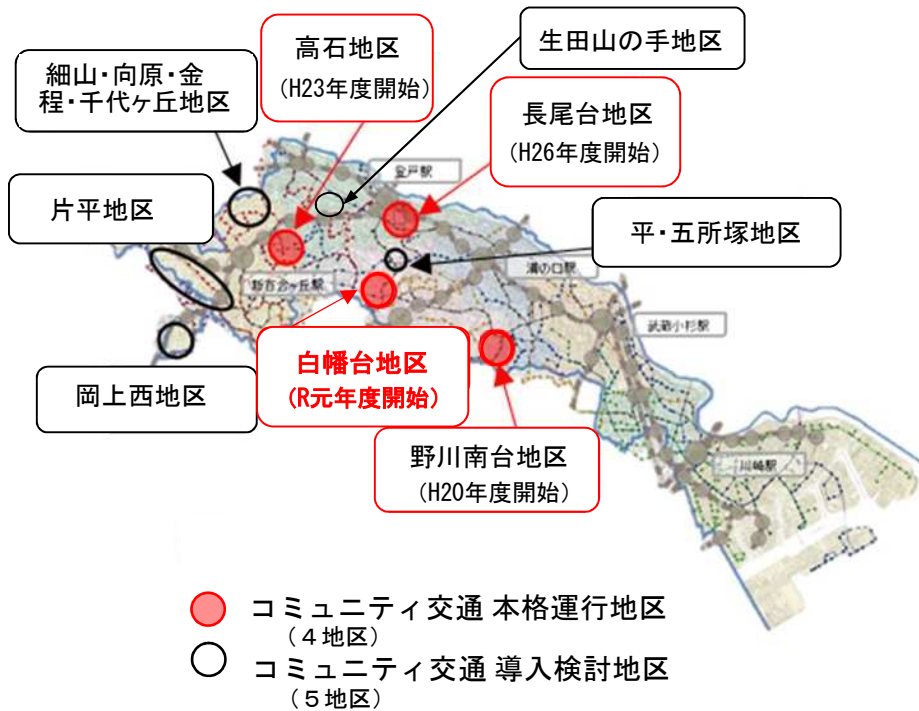 高石地区
(H23年度開始)
生田山の手地区
細山・向原・金
程・千代ヶ丘地区
長尾台地区
(H26年度開始)
登戸駅
片平地区
平・五所塚地区
溝の口駅
新百合ヶ丘駅
武蔵小杉駅
白幡台地区
(R元年度開始)
岡上西地区
野川南台地区
(H20年度開始)
川崎駅
コミュニティ交通 本格運行地区
(４地区)
コミュニティ交通 導入検討地区
(５地区)